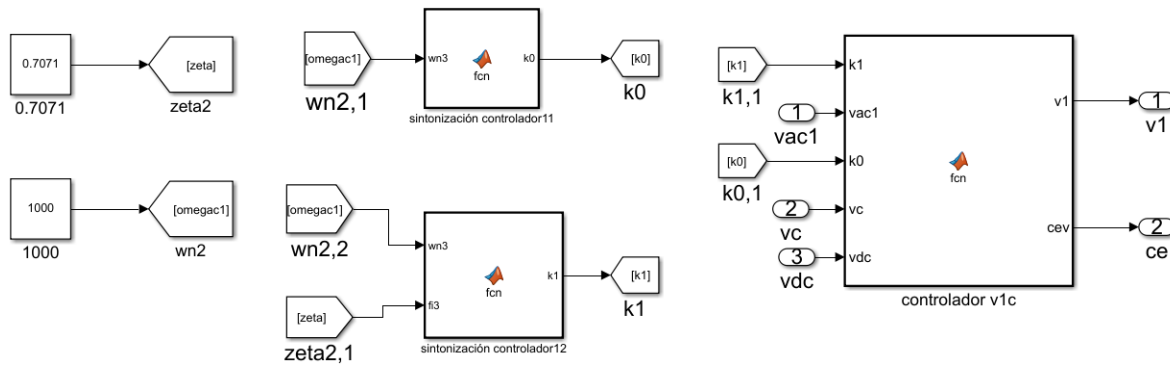 0.7071
0.7071
[zeta]
zeta2
1000
1000
[omegac1]
wn2
[omegac1]
wn2,1
wn3
fcn
k0
sintonización controlador11
[k0]
k0
[omegac1]
wn2,2
[zeta]
zeta2,1
wn3
fi3
fcn
k1
sintonización controlador12
[k1]
k1
[k1]
k1,1
1
vac1
[k0]
k0,1
2
vc
3
vdc
k1
vac1
k0
vc
vdc
fcn
v1
cev
controlador v1c
1
v1
2
ce